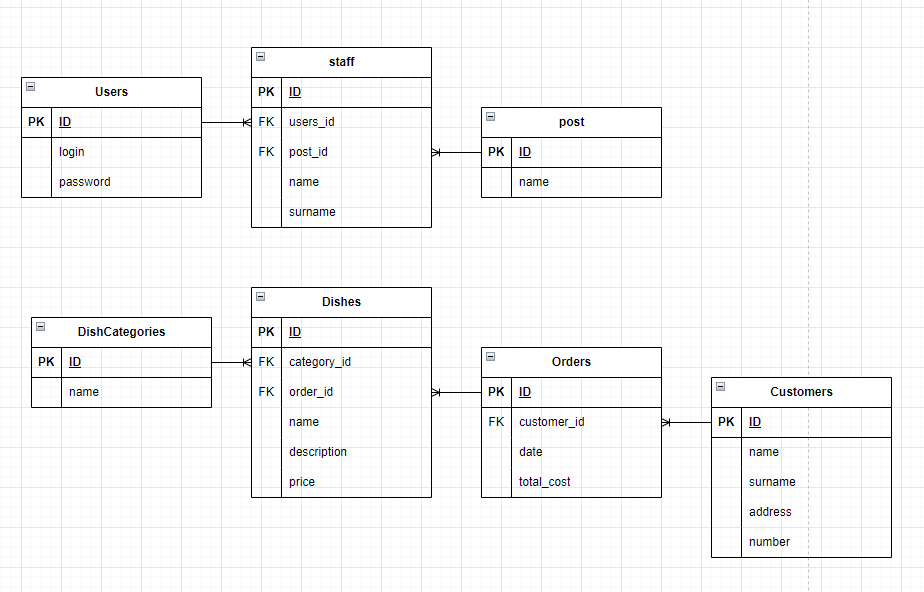 Users
PK ID
login
password
staff
PK ID
FK users_id
FK post_id
name
surname
post
PK ID
name
DishCategories
PK ID
name
Dishes
PK ID
FK category_id
FK order_id
name
description
price
Orders
PK ID
FK customer_id
date
total_cost
Customers
PK ID
name
surname
address
number